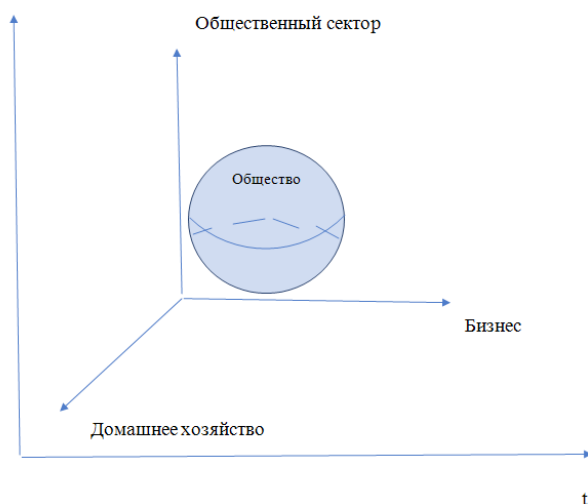 Общественный сектор
Общество
Бизнес
Домашнее хозяйство
t